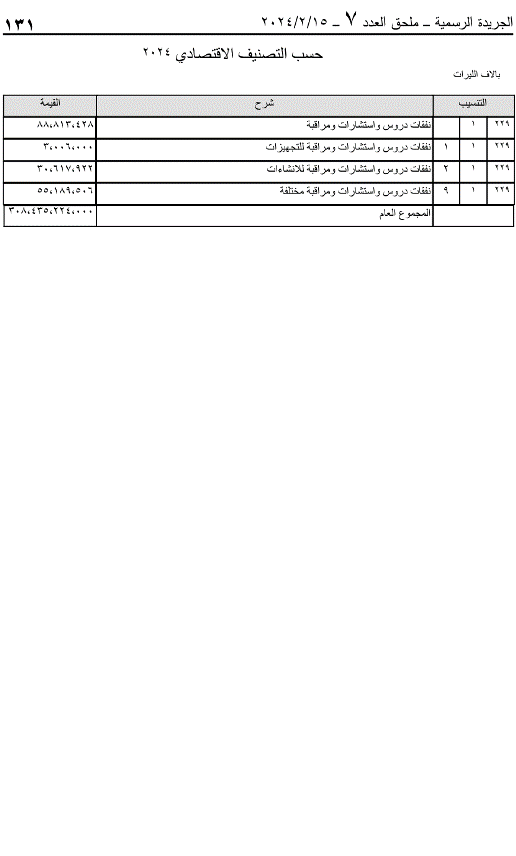 الجريدة الرسمية – ملحق العدد ٧ – ٢٠٢٤/٢/١٥ ١٣١
حسب التصنيف الاقتصادي ٢٠٢٤
بالاف الليرات
التنسيب شرح القيمة
٢٢٩ ١ نفقات دروس واستشارات ومراقبة ٨٨،٨١٣،٤٢٨
٢٢٩ ١ ١ نفقات دروس واستشارات ومراقبة للتجهيزات ٣،٠٠٦،٠٠٠
٢٢٩ ١ ٢ نفقات دروس واستشارات ومراقبة للانشاءات ٣٠،٦١٧،٩٢٢
٢٢٩ ١ ٩ نفقات دروس واستشارات ومراقبة مختلفة ٥٥،١٨٩،٥٠٦
المجموع العام ٣٠٨،٤٣٥،٢٢٤،٠٠٠